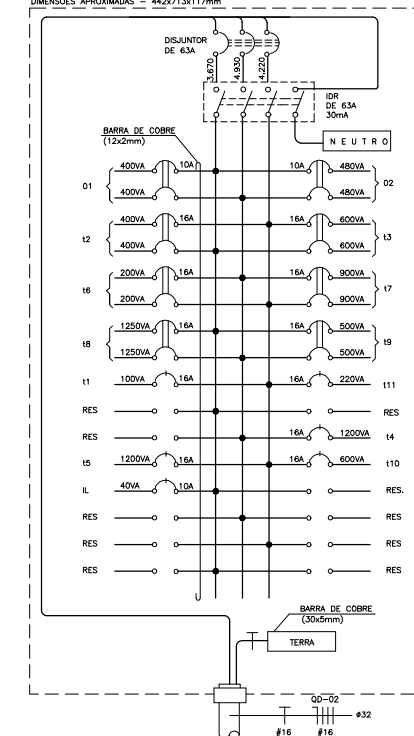 DIMENSÕES APROXIMADAS - 442x713x117mm
DISJUNTOR
DE 63A
3.670
4.930
4.220
IDR
DE 63A
30mA
NEUTRO
BARRA DE COBRE
(12x2mm)
400VA 10A 10A 480VA
01 02
400VA 480VA
400VA 16A 16A 600VA
t2 t3
400VA 600VA
200VA 16A 16A 900VA
t6 t7
200VA 900VA
1250VA 16A 16A 500VA
t8 t9
1250VA 500VA
t1 100VA 16A 16A 220VA t11
RES RES
RES 16A 1200VA t4
t5 1200VA 16A 16A 600VA t10
IL 40VA 10A RES.
RES RES
RES RES
RES RES
BARRA DE COBRE
(30x5mm)
TERRA
QD-02
ø32
#16 #16